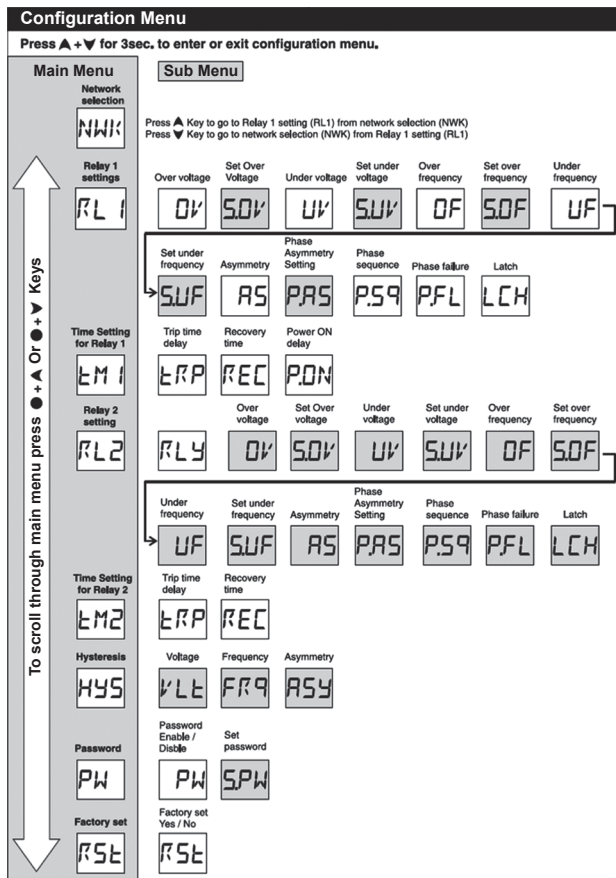 Configuration Menu
Press ▲+▼ for 3sec. to enter or exit configuration menu.
Main Menu Sub Menu
Network
selection
NWK
Press ▲ Key to go to Relay 1 setting (RL1) from network selection (NWK)
Press ▼ Key to go to network selection (NWK) from Relay 1 setting (RL1)
To scroll through main menu press ● + ▲ Or ● + ▼ Keys
Relay 1
settings
Over voltage
Set Over
Voltage
Under voltage
Set under
voltage
Over
frequency
Set over
frequency
Under
frequency
RL1 OV S.OV UV S.UV OF S.OF UF
Set under
frequency
Asymmetry
Phase
Asymmetry
Setting
Phase
sequence
Phase failure
Latch
S.UF AS P.AS P.S9 P.FL LCH
Time Setting
for Relay 1
Trip time
delay
Recovery
time
Power ON
delay
tM1 tRP REC P.ON
Relay 2
setting
Over
voltage
Set Over
voltage
Under
voltage
Set under
voltage
Over
frequency
Set over
frequency
RL2 RLY OV S.OV UV S.UV OF S.OF
Under
frequency
Set under
frequency
Asymmetry
Phase
Asymmetry
Setting
Phase
sequence
Phase failure
Latch
UF S.UF AS P.AS P.S9 P.FL LCH
Time Setting
for Relay 2
Trip time
delay
Recovery
time
tM2 tRP REC
Hysteresis
Voltage
Frequency
Asymmetry
HYS VLt FR9 ASY
Password
Password
Enable /
Disble
Set
password
PW PW S.PW
Factory set
Factory set
Yes / No
RSt RSt